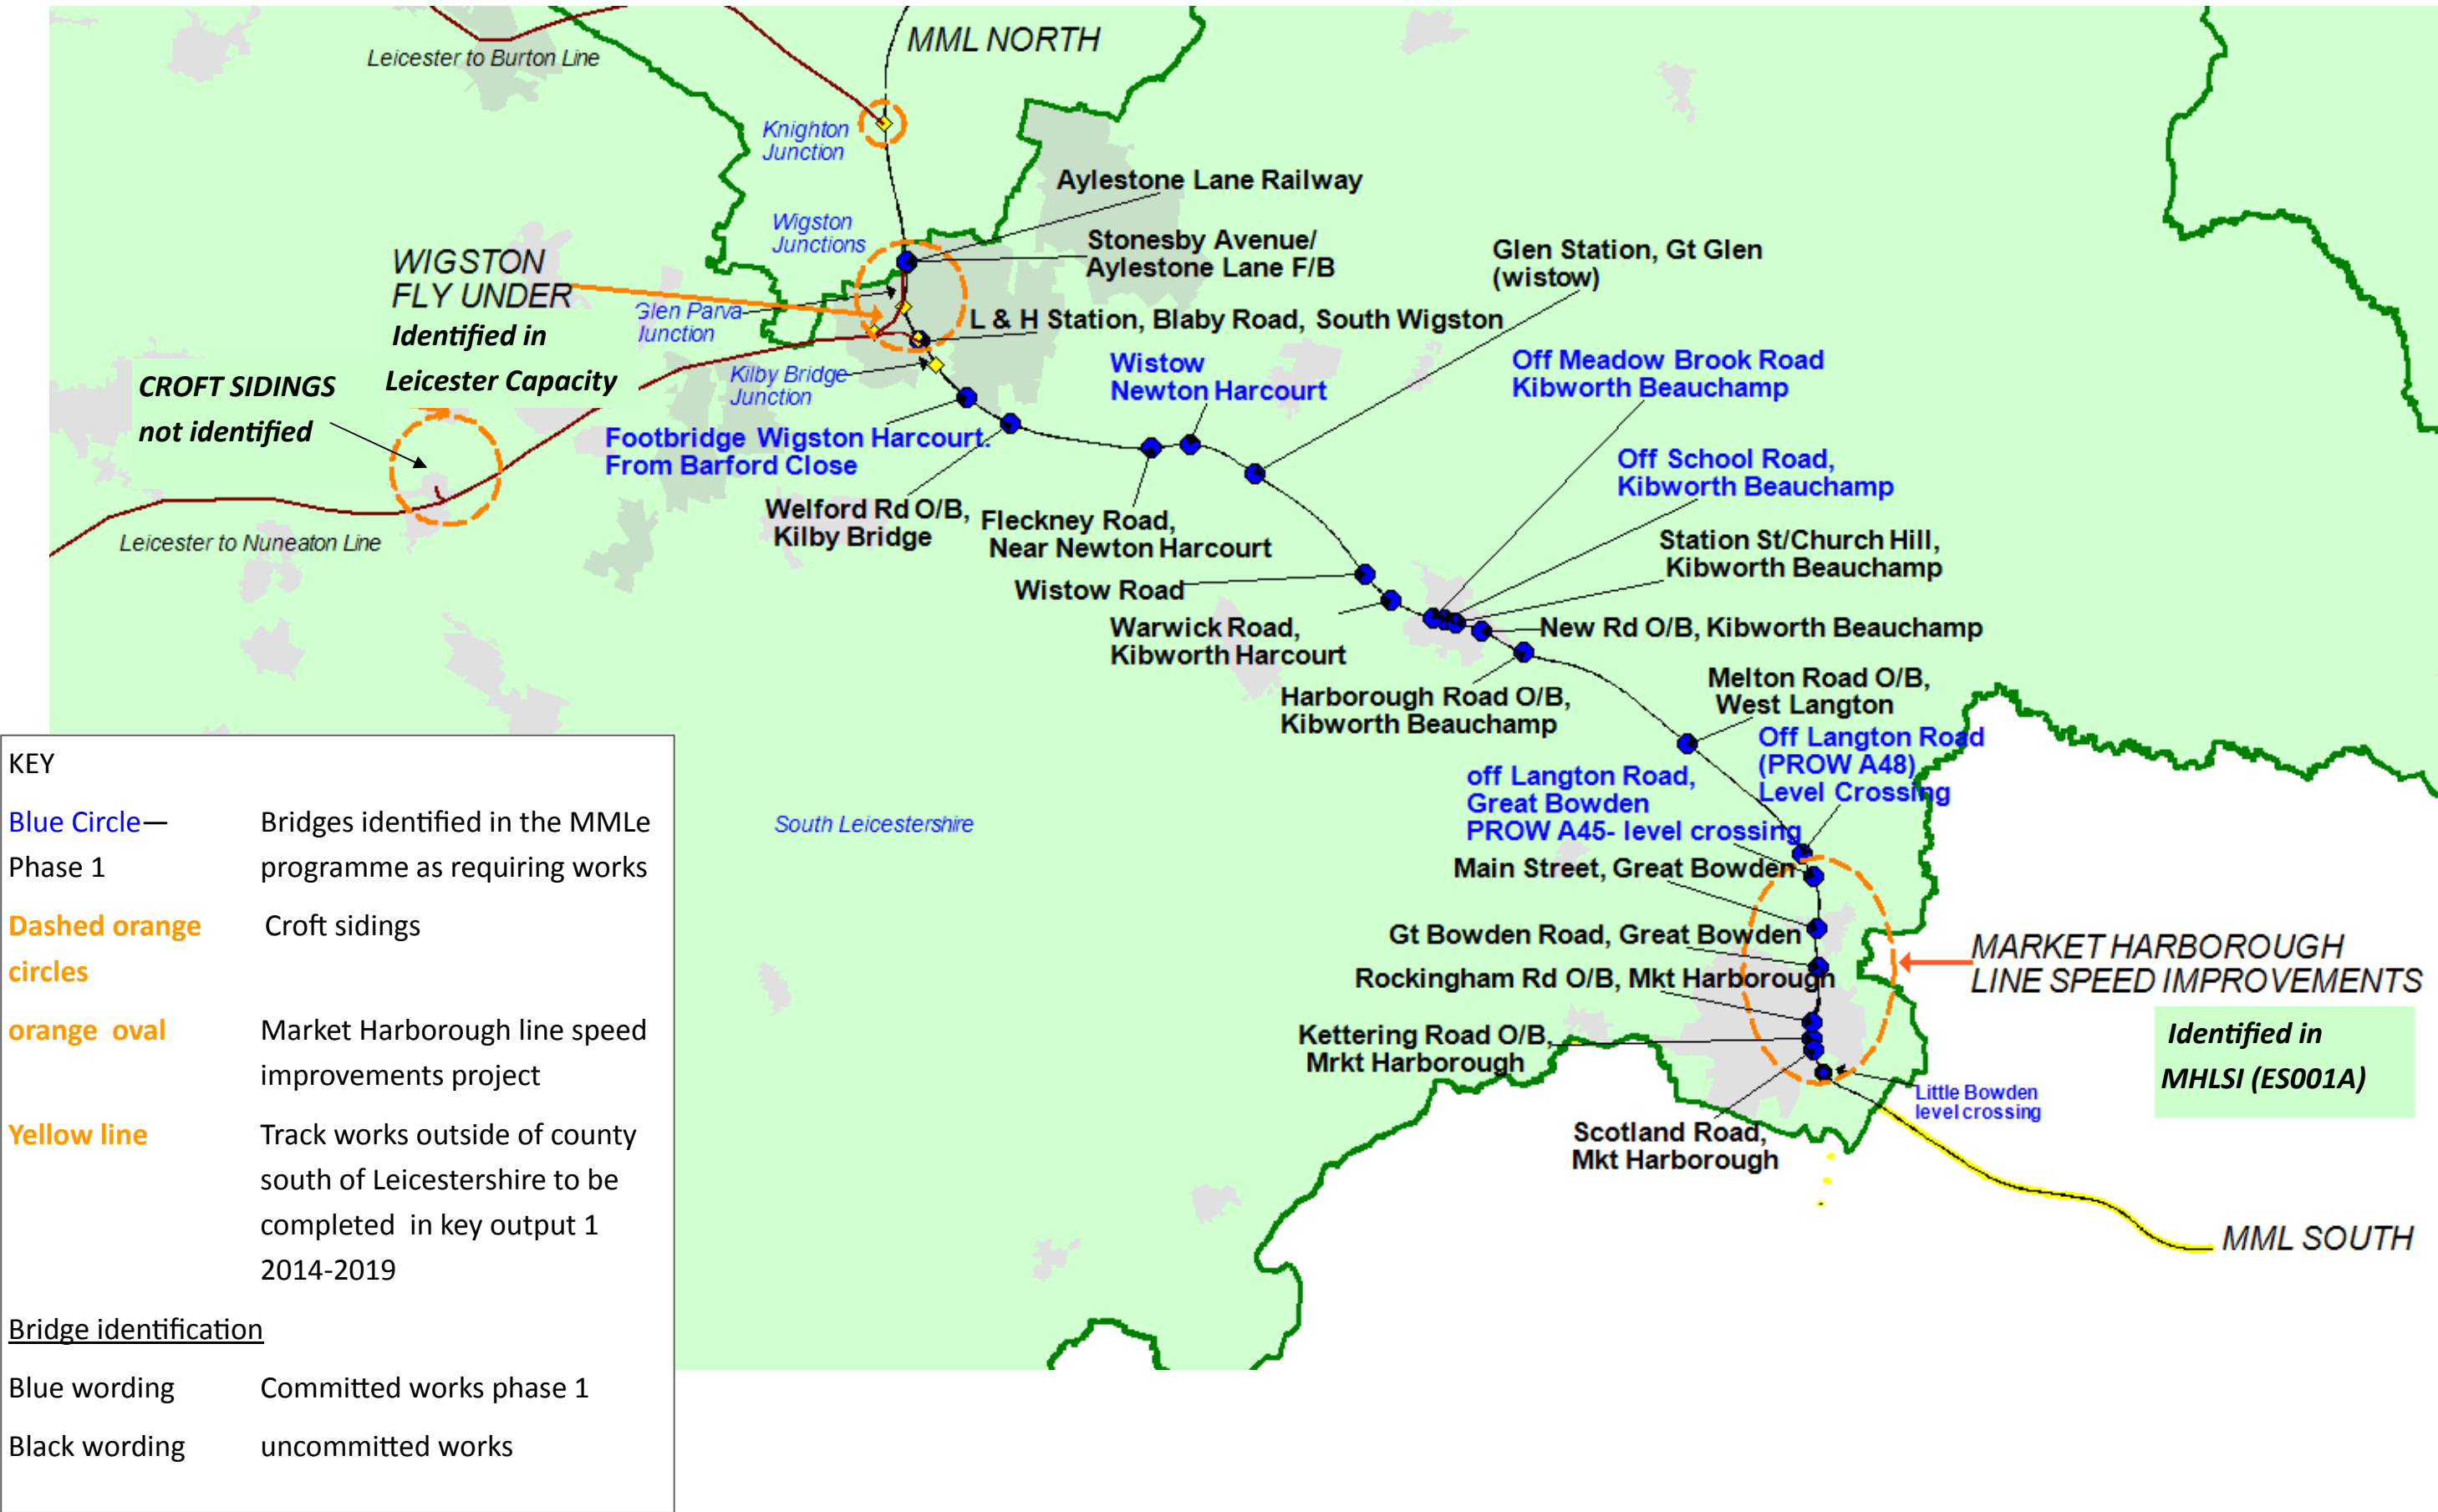 MML NORTH
Leicester to Burton Line
Knighton
Junction
Aylestone Lane Railway
Wigston
Junctions
Stonesby Avenue/
Aylestone Lane F/B
Glen Station, Gt Glen
(wistow)
WIGSTON
FLY UNDER
Identified in
Leicester Capacity
Glen Parva
Junction
L & H Station, Blaby Road, South Wigston
Wistow
Newton Harcourt
Off Meadow Brook Road
Kibworth Beauchamp
CROFT SIDINGS
not identified
Kilby Bridge
Junction
Footbridge Wigston Harcourt.
From Barford Close
Off School Road,
Kibworth Beauchamp
Welford Rd O/B,
Kilby Bridge
Fleckney Road,
Near Newton Harcourt
Leicester to Nuneaton Line
Station St/Church Hill,
Kibworth Beauchamp
Wistow Road
Warwick Road,
Kibworth Harcourt
New Rd O/B, Kibworth Beauchamp
Harborough Road O/B,
Kibworth Beauchamp
Melton Road O/B,
West Langton
Off Langton Road
(PROW A48)
Level Crossing
off Langton Road,
Great Bowden
PROW A45- level crossing
South Leicestershire
Main Street, Great Bowden
Gt Bowden Road, Great Bowden
Rockingham Rd O/B, Mkt Harborough
MARKET HARBOROUGH
LINE SPEED IMPROVEMENTS
Identified in
MHLSI (ES001A)
Kettering Road O/B,
Mrkt Harborough
Little Bowden
level crossing
Scotland Road,
Mkt Harborough
MML SOUTH
KEY
Blue Circle— Bridges identified in the MMLe
Phase 1 programme as requiring works
Dashed orange Croft sidings
circles
orange oval Market Harborough line speed
improvements project
Yellow line Track works outside of county
south of Leicestershire to be
completed in key output 1
2014-2019
Bridge identification
Blue wording Committed works phase 1
Black wording uncommitted works